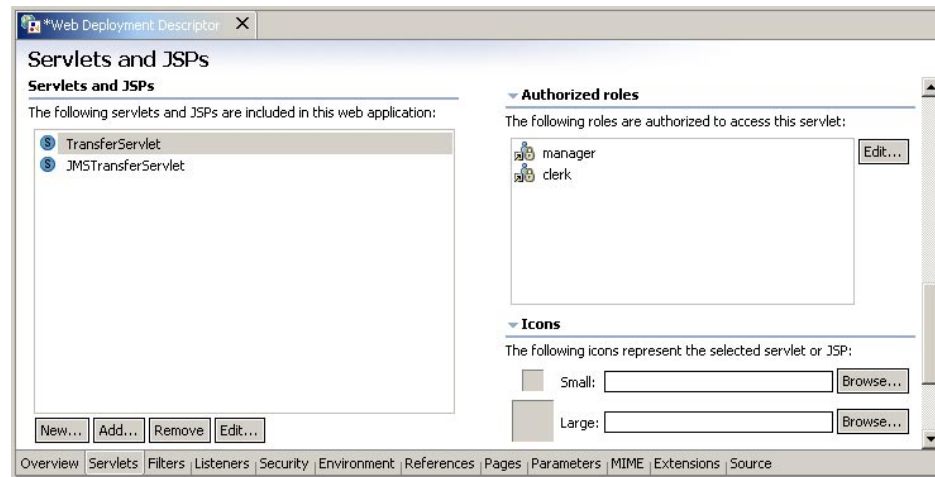 *Web Deployment Descriptor
Servlets and JSPs
Servlets and JSPs
The following servlets and JSPs are included in this web application:
S TransferServlet
S JMSTransferServlet
New... Add... Remove Edit...
Authorized roles
The following roles are authorized to access this servlet:
manager
clerk
Edit...
Icons
The following icons represent the selected servlet or JSP:
Small: Browse...
Large: Browse...
Overview Servlets Filters Listeners Security Environment References Pages Parameters MIME Extensions Source